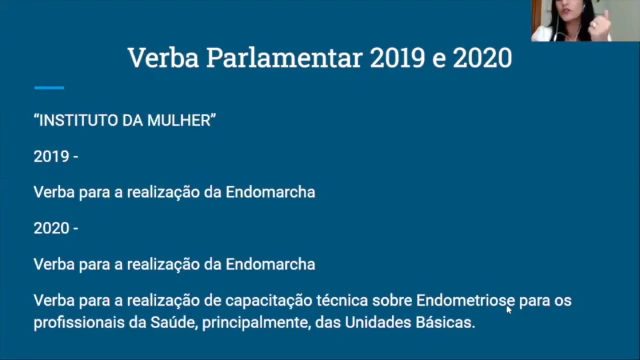 Verba Parlamentar 2019 e 2020
“INSTITUTO DA MULHER”
2019 -
Verba para a realização da Endomarcha
2020 -
Verba para a realização da Endomarcha
Verba para a realização de capacitação técnica sobre Endometriose para os
profissionais da Saúde, principalmente, das Unidades Básicas.